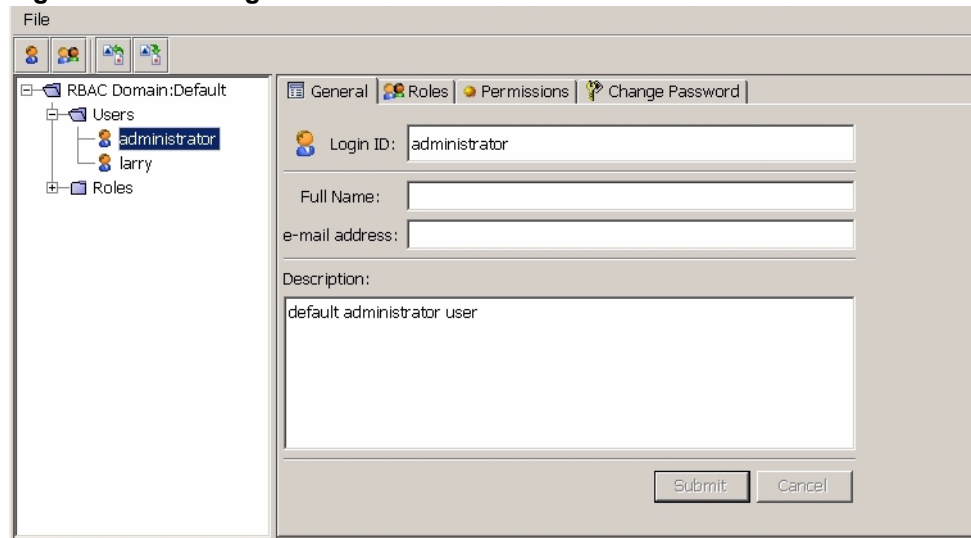 File
RBAC Domain:Default
Users
administrator
larry
Roles
General Roles Permissions Change Password
Login ID: administrator
Full Name:
e-mail address:
Description:
default administrator user
Submit Cancel